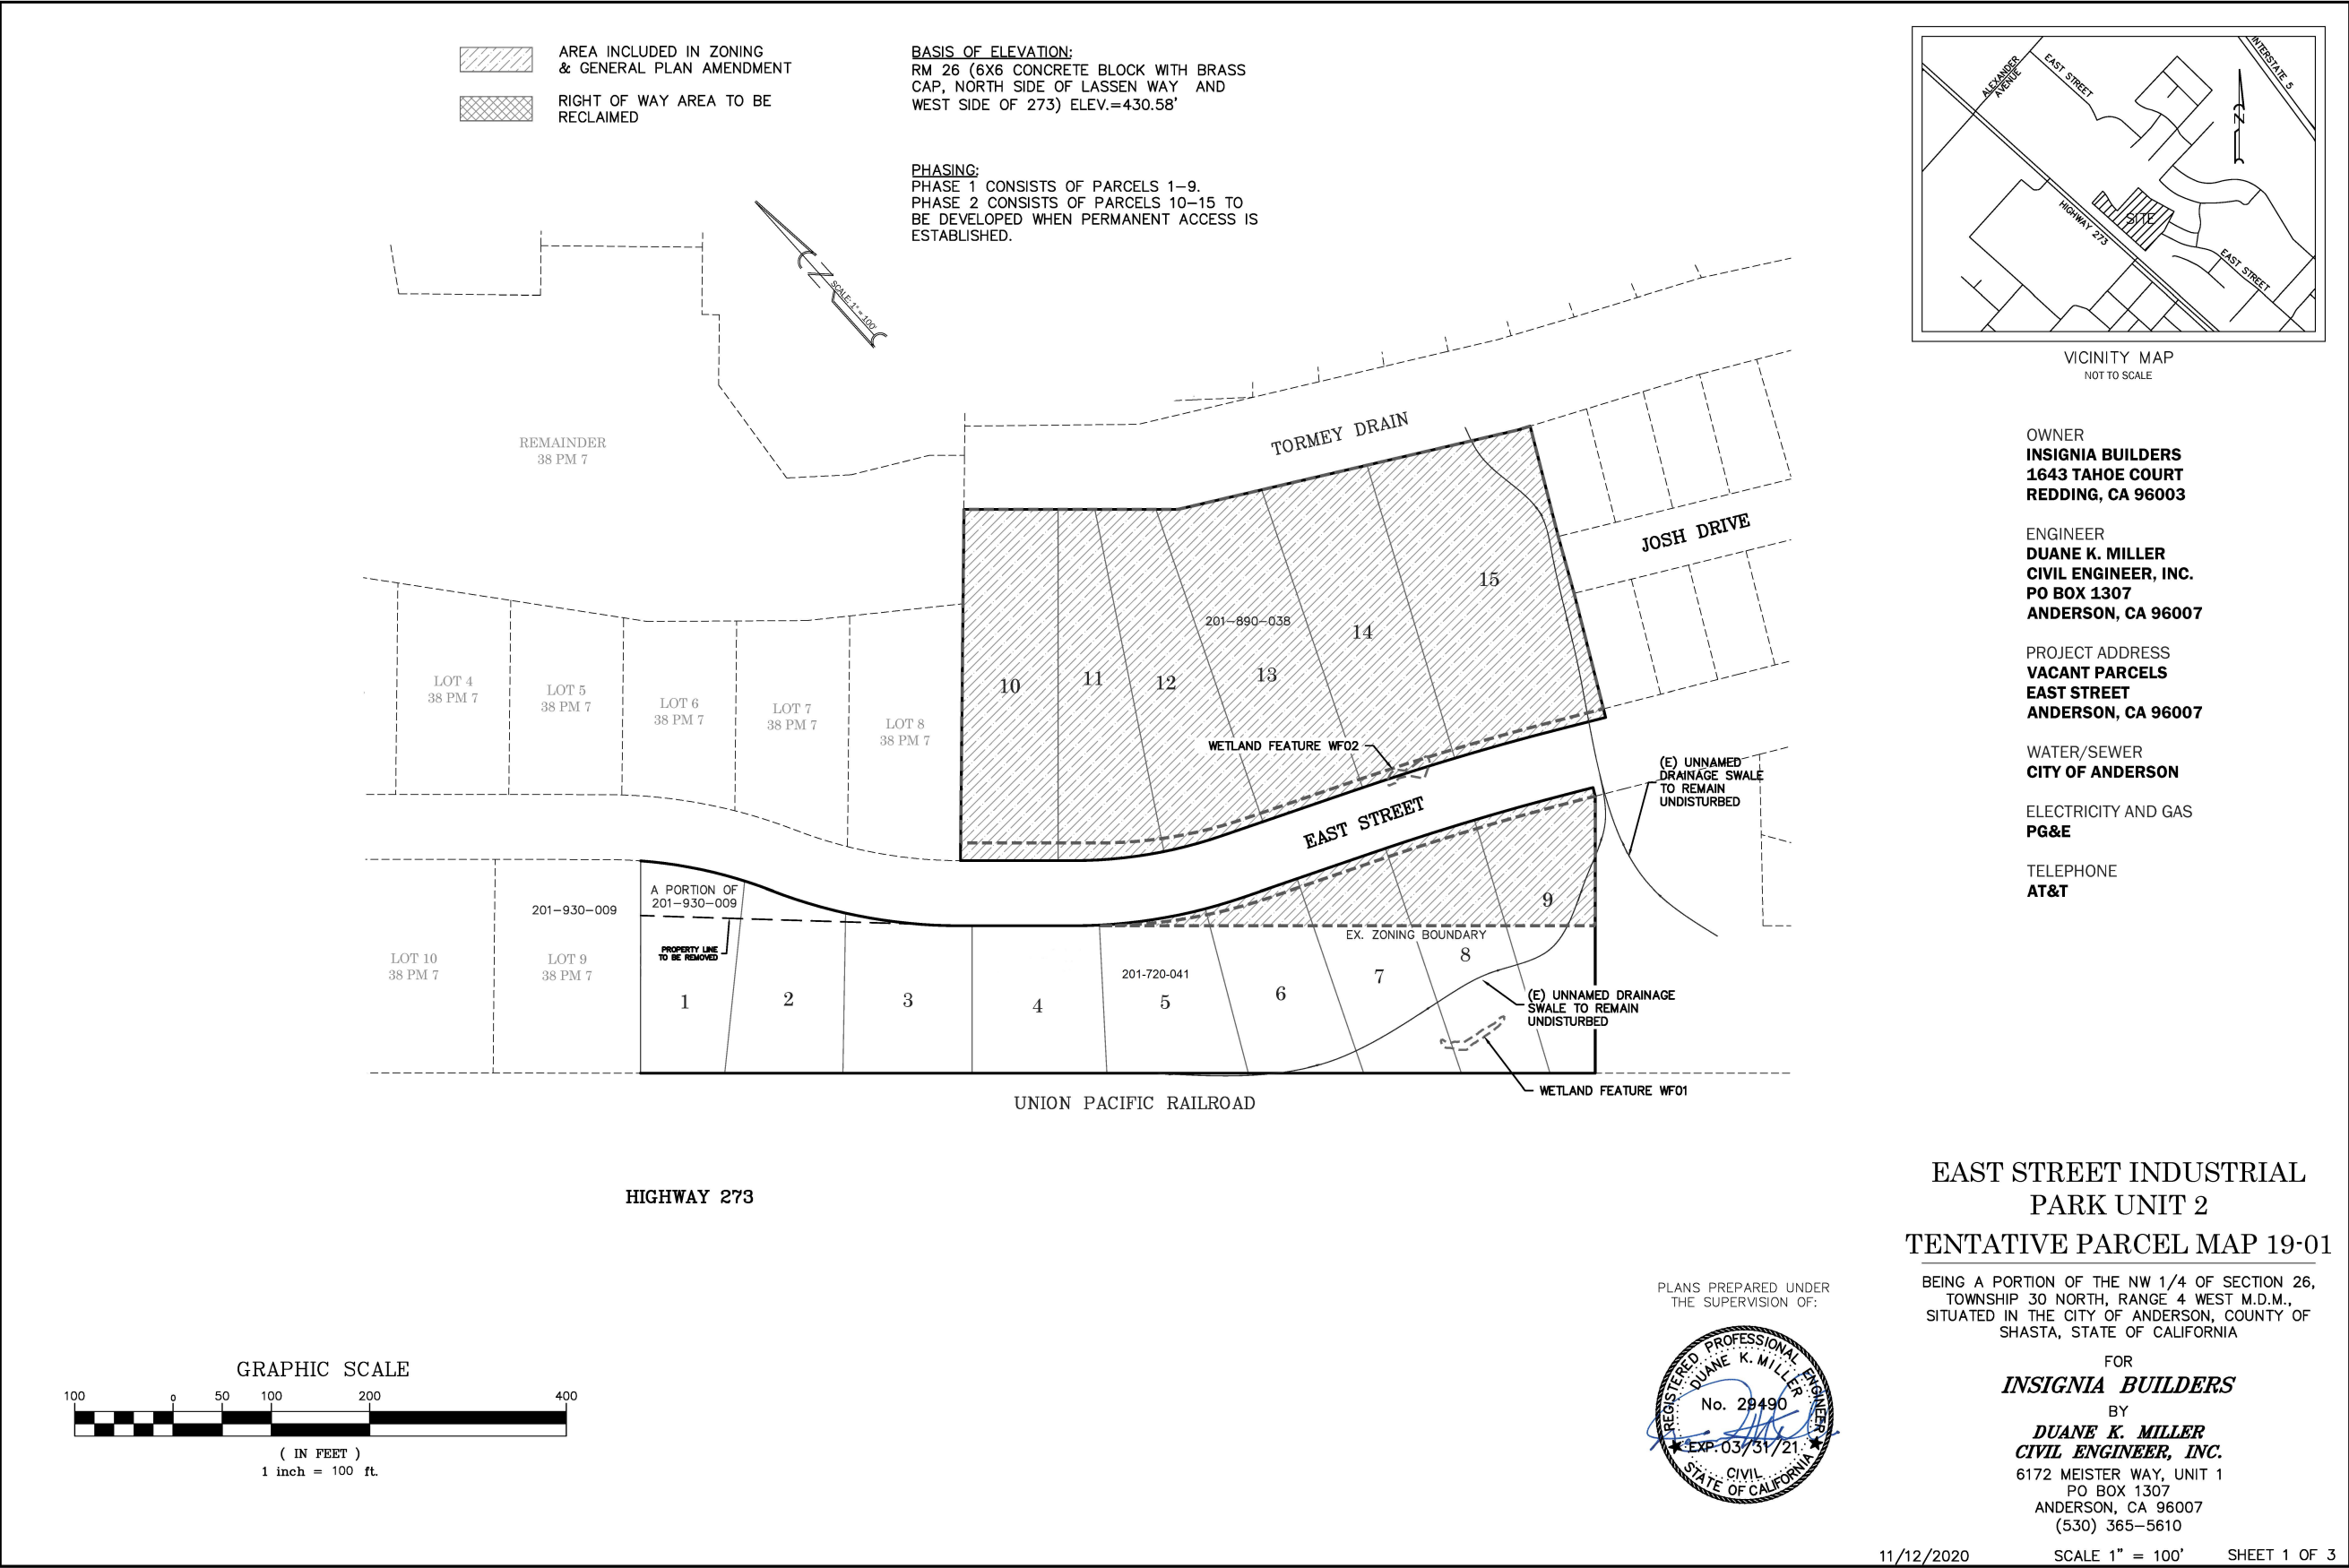 AREA INCLUDED IN ZONING
& GENERAL PLAN AMENDMENT
RIGHT OF WAY AREA TO BE
RECLAIMED
BASIS OF ELEVATION:
RM 26 (6X6 CONCRETE BLOCK WITH BRASS
CAP, NORTH SIDE OF LASSEN WAY AND
WEST SIDE OF 273) ELEV.=430.58'
PHASING:
PHASE 1 CONSISTS OF PARCELS 1-9.
PHASE 2 CONSISTS OF PARCELS 10-15 TO
BE DEVELOPED WHEN PERMANENT ACCESS IS
ESTABLISHED.
N
SCALE: 1" = 100'
ALEXANDER
AVENUE
EAST STREET
INTERSTATE 5
N
HIGHWAY 273
SITE
EAST STREET
VICINITY MAP
NOT TO SCALE
OWNER
INSIGNIA BUILDERS
1643 TAHOE COURT
REDDING, CA 96003
ENGINEER
DUANE K. MILLER
CIVIL ENGINEER, INC.
PO BOX 1307
ANDERSON, CA 96007
PROJECT ADDRESS
VACANT PARCELS
EAST STREET
ANDERSON, CA 96007
WATER/SEWER
CITY OF ANDERSON
ELECTRICITY AND GAS
PG&E
TELEPHONE
AT&T
REMAINDER
38 PM 7
TORMEY DRAIN
JOSH DRIVE
15
201-890-038
14
13
12
11
10
LOT 4
38 PM 7
LOT 5
38 PM 7
LOT 6
38 PM 7
LOT 7
38 PM 7
LOT 8
38 PM 7
WETLAND FEATURE WF02
EAST STREET
(E) UNNAMED
DRAINAGE SWALE
TO REMAIN
UNDISTURBED
201-930-009
A PORTION OF
201-930-009
PROPERTY LINE
TO BE REMOVED
LOT 10
38 PM 7
LOT 9
38 PM 7
1
2
3
4
201-720-041
5
6
7
8
9
EX. ZONING BOUNDARY
(E) UNNAMED DRAINAGE
SWALE TO REMAIN
UNDISTURBED
WETLAND FEATURE WF01
UNION PACIFIC RAILROAD
HIGHWAY 273
GRAPHIC SCALE
100 0 50 100 200 400
( IN FEET )
1 inch = 100 ft.
PLANS PREPARED UNDER
THE SUPERVISION OF:
REGISTERED PROFESSIONAL ENGINEER
DUANE K. MILLER
No. 29490
EXP. 03/31/21
CIVIL
STATE OF CALIFORNIA
EAST STREET INDUSTRIAL
PARK UNIT 2
TENTATIVE PARCEL MAP 19-01
BEING A PORTION OF THE NW 1/4 OF SECTION 26,
TOWNSHIP 30 NORTH, RANGE 4 WEST M.D.M.,
SITUATED IN THE CITY OF ANDERSON, COUNTY OF
SHASTA, STATE OF CALIFORNIA
FOR
INSIGNIA BUILDERS
BY
DUANE K. MILLER
CIVIL ENGINEER, INC.
6172 MEISTER WAY, UNIT 1
PO BOX 1307
ANDERSON, CA 96007
(530) 365-5610
11/12/2020 SCALE 1" = 100' SHEET 1 OF 3